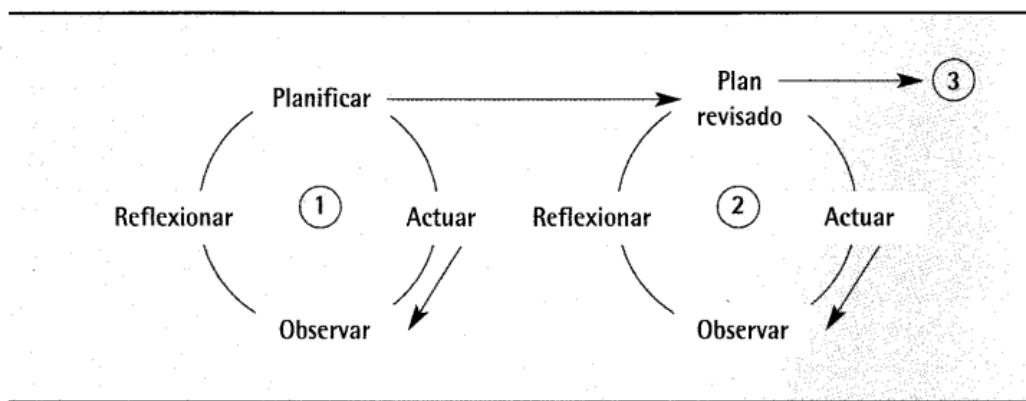 Planificar
Plan
revisado
3
Reflexionar
1
Actuar
Reflexionar
2
Actuar
Observar
Observar